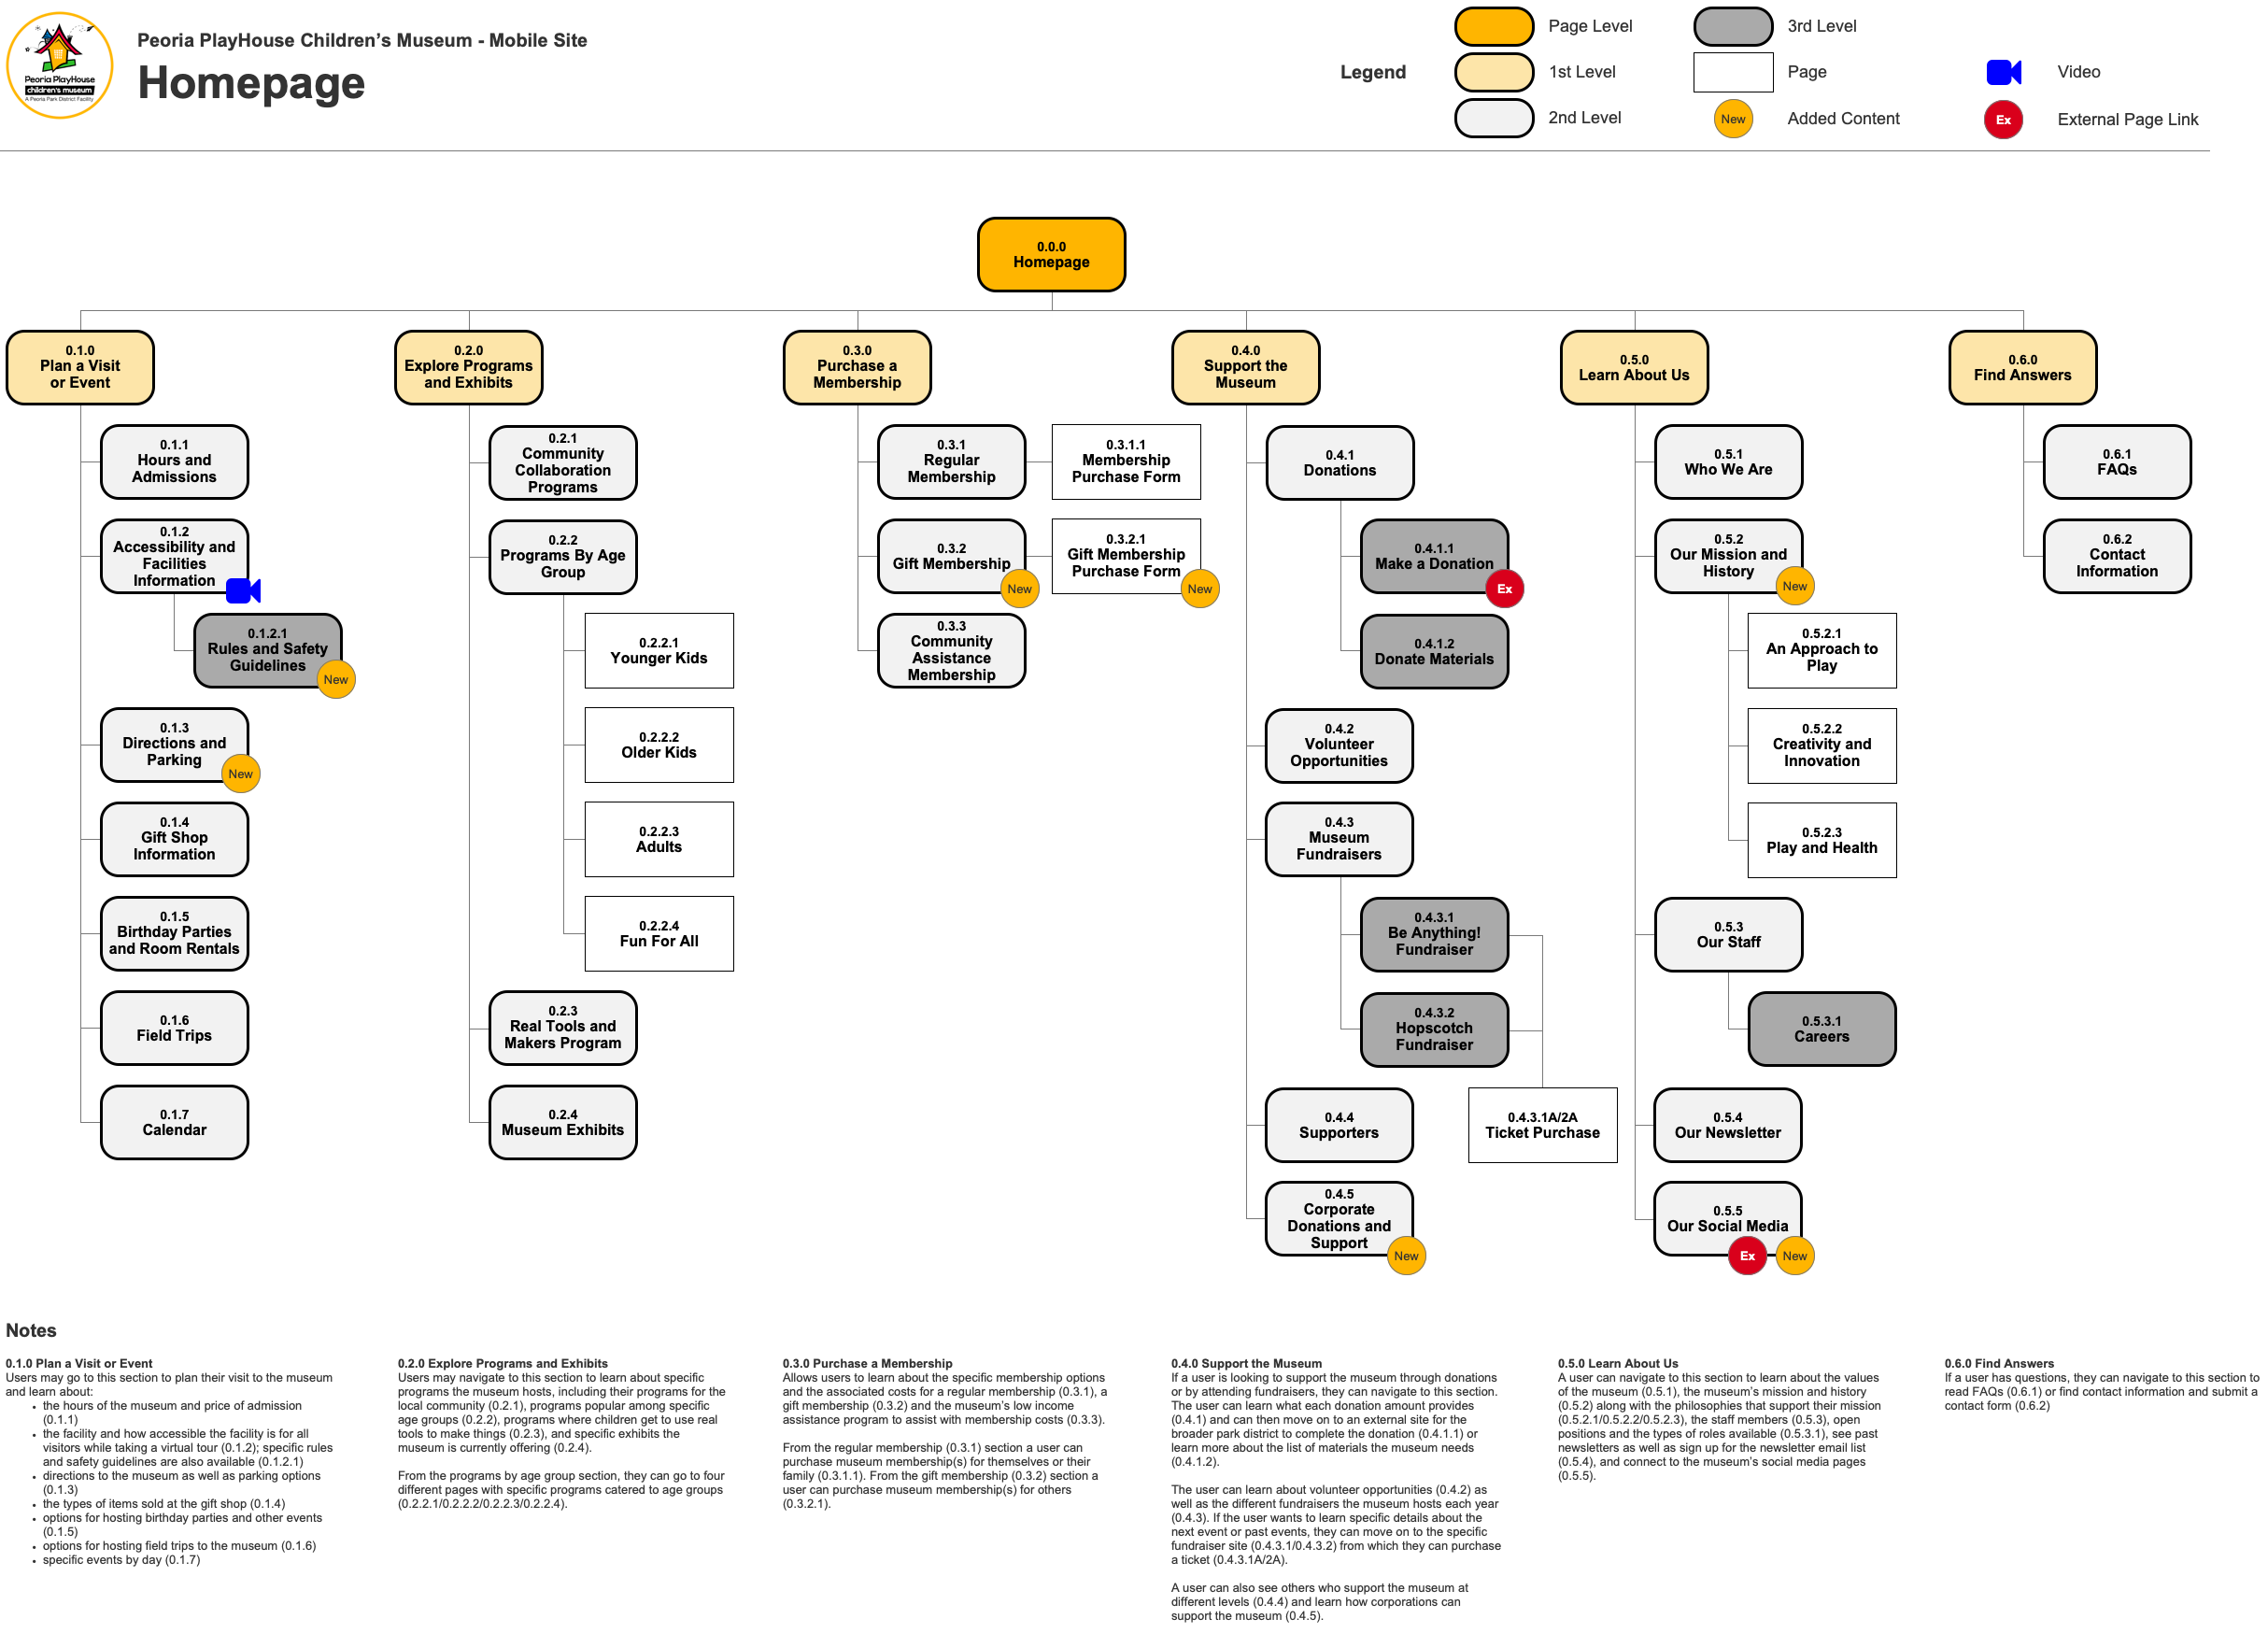 Peoria PlayHouse
children's museum
A Peoria Park District Facility
Peoria PlayHouse Children's Museum - Mobile Site
Homepage
Legend
Page Level
1st Level
2nd Level
3rd Level
Page
New
Added Content
Video
Ex
External Page Link
0.0.0
Homepage
0.1.0
Plan a Visit
or Event
0.1.1
Hours and
Admissions
0.1.2
Accessibility and
Facilities
Information
0.1.2.1
Rules and Safety
Guidelines
New
0.1.3
Directions and
Parking
New
0.1.4
Gift Shop
Information
0.1.5
Birthday Parties
and Room Rentals
0.1.6
Field Trips
0.1.7
Calendar
0.2.0
Explore Programs
and Exhibits
0.2.1
Community
Collaboration
Programs
0.2.2
Programs By Age
Group
0.2.2.1
Younger Kids
0.2.2.2
Older Kids
0.2.2.3
Adults
0.2.2.4
Fun For All
0.2.3
Real Tools and
Makers Program
0.2.4
Museum Exhibits
0.3.0
Purchase a
Membership
0.3.1
Regular
Membership
0.3.1.1
Membership
Purchase Form
0.3.2
Gift Membership
New
0.3.2.1
Gift Membership
Purchase Form
New
0.3.3
Community
Assistance
Membership
0.4.0
Support the
Museum
0.4.1
Donations
0.4.1.1
Make a Donation
Ex
0.4.1.2
Donate Materials
0.4.2
Volunteer
Opportunities
0.4.3
Museum
Fundraisers
0.4.3.1
Be Anything!
Fundraiser
0.4.3.2
Hopscotch
Fundraiser
0.4.3.1A/2A
Ticket Purchase
0.4.4
Supporters
0.4.5
Corporate
Donations and
Support
New
0.5.0
Learn About Us
0.5.1
Who We Are
0.5.2
Our Mission and
History
New
0.5.2.1
An Approach to
Play
0.5.2.2
Creativity and
Innovation
0.5.2.3
Play and Health
0.5.3
Our Staff
0.5.3.1
Careers
0.5.4
Our Newsletter
0.5.5
Our Social Media
Ex
New
0.6.0
Find Answers
0.6.1
FAQs
0.6.2
Contact
Information
Notes
0.1.0 Plan a Visit or Event
Users may go to this section to plan their visit to the museum
and learn about:
• the hours of the museum and price of admission
(0.1.1)
• the facility and how accessible the facility is for all
visitors while taking a virtual tour (0.1.2); specific rules
and safety guidelines are also available (0.1.2.1)
• directions to the museum as well as parking options
(0.1.3)
• the types of items sold at the gift shop (0.1.4)
• options for hosting birthday parties and other events
(0.1.5)
• options for hosting field trips to the museum (0.1.6)
• specific events by day (0.1.7)
0.2.0 Explore Programs and Exhibits
Users may navigate to this section to learn about specific
programs the museum hosts, including their programs for the
local community (0.2.1), programs popular among specific
age groups (0.2.2), programs where children get to use real
tools to make things (0.2.3), and specific exhibits the
museum is currently offering (0.2.4).
From the programs by age group section, they can go to four
different pages with specific programs catered to age groups
(0.2.2.1/0.2.2.2/0.2.2.3/0.2.2.4).
0.3.0 Purchase a Membership
Allows users to learn about the specific membership options
and the associated costs for a regular membership (0.3.1), a
gift membership (0.3.2) and the museum's low income
assistance program to assist with membership costs (0.3.3).
From the regular membership (0.3.1) section a user can
purchase museum membership(s) for themselves or their
family (0.3.1.1). From the gift membership (0.3.2) section a
user can purchase museum membership(s) for others
(0.3.2.1).
0.4.0 Support the Museum
If a user is looking to support the museum through donations
or by attending fundraisers, they can navigate to this section.
The user can learn what each donation amount provides
(0.4.1) and can then move on to an external site for the
broader park district to complete the donation (0.4.1.1) or
learn more about the list of materials the museum needs
(0.4.1.2).
The user can learn about volunteer opportunities (0.4.2) as
well as the different fundraisers the museum hosts each year
(0.4.3). If the user wants to learn specific details about the
next event or past events, they can move on to the specific
fundraiser site (0.4.3.1/0.4.3.2) from which they can purchase
a ticket (0.4.3.1A/2A).
A user can also see others who support the museum at
different levels (0.4.4) and learn how corporations can
support the museum (0.4.5).
0.5.0 Learn About Us
A user can navigate to this section to learn about the values
of the museum (0.5.1), the museum's mission and history
(0.5.2) along with the philosophies that support their mission
(0.5.2.1/0.5.2.2/0.5.2.3), the staff members (0.5.3), open
positions and the types of roles available (0.5.3.1), see past
newsletters as well as sign up for the newsletter email list
(0.5.4), and connect to the museum's social media pages
(0.5.5).
0.6.0 Find Answers
If a user has questions, they can navigate to this section to
read FAQs (0.6.1) or find contact information and submit a
contact form (0.6.2)